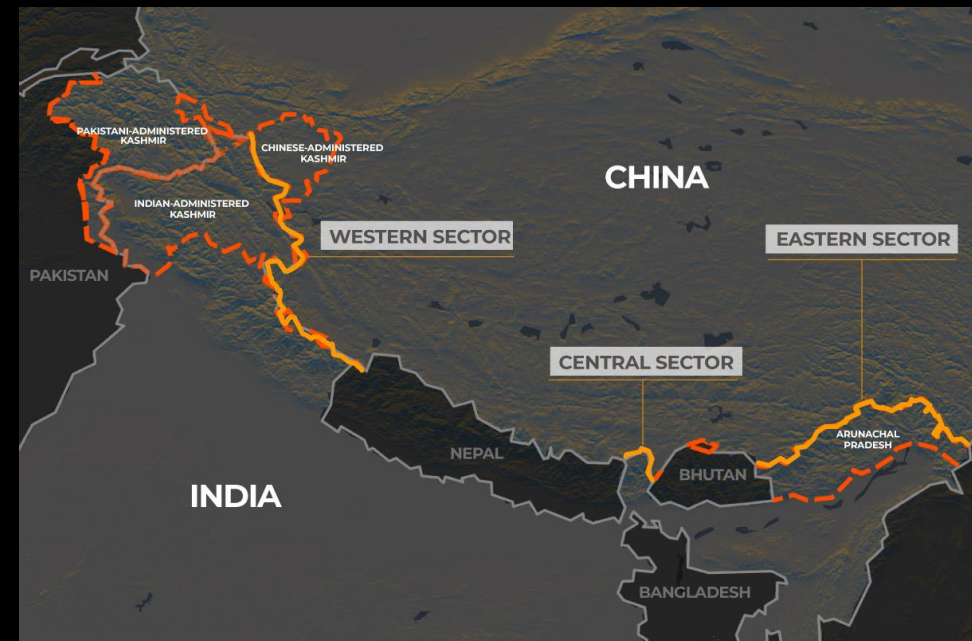 PAKISTANI-ADMINISTERED
KASHMIR
CHINESE-ADMINISTERED
KASHMIR
CHINA
INDIAN-ADMINISTERED
KASHMIR
WESTERN SECTOR
EASTERN SECTOR
PAKISTAN
CENTRAL SECTOR
ARUNACHAL
PRADESH
NEPAL
BHUTAN
INDIA
BANGLADESH